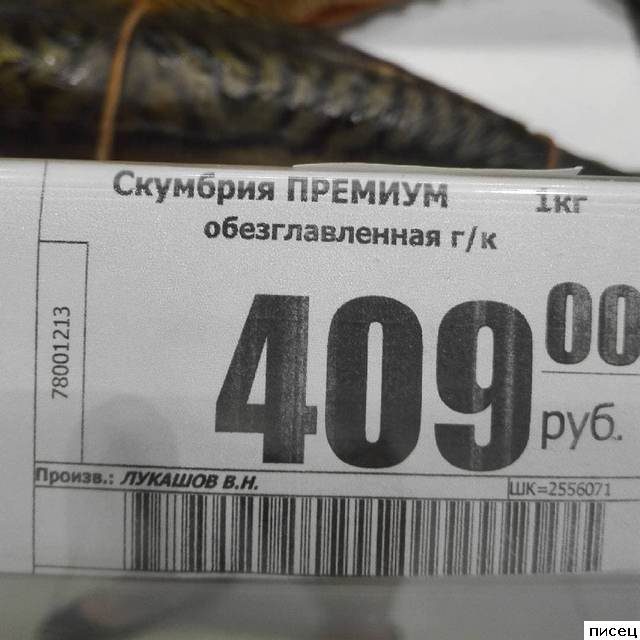 Скумбрия ПРЕМИУМ 1кг
обезглавленная г/к
409 00
руб.
78001213
Произв.: ЛУКАШОВ В.Н.
ШК=2556071
писец